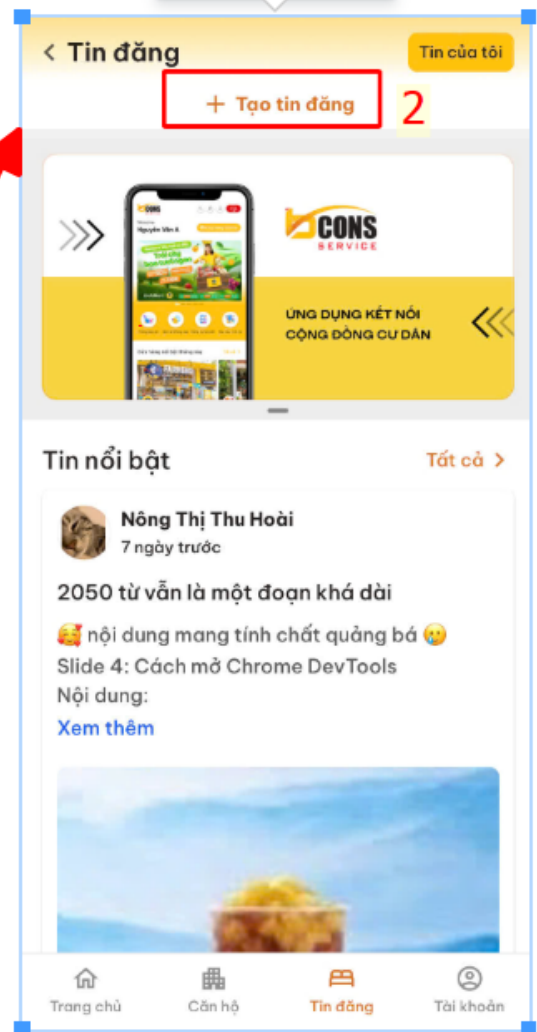 Tin đăng
Tin của tôi
+ Tạo tin đăng
2
Nguyễn Văn A
BCONS
SERVICE
ỨNG DỤNG KẾT NỐI
CỘNG ĐỒNG CƯ DÂN
Tin nổi bật
Tất cả >
Nông Thị Thu Hoài
7 ngày trước
2050 từ vẫn là một đoạn khá dài
🥰 nội dung mang tính chất quảng bá 🥲
Slide 4: Cách mở Chrome DevTools
Nội dung:
Xem thêm
Trang chủ
Căn hộ
Tin đăng
Tài khoản